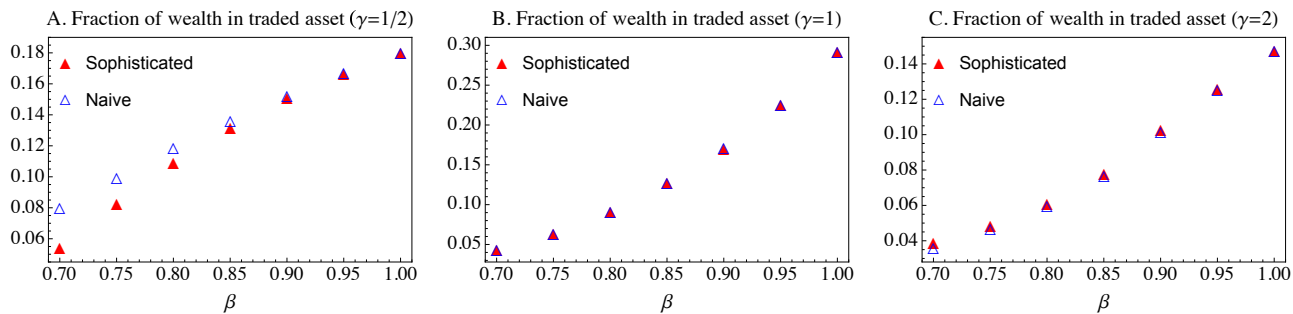 A. Fraction of wealth in traded asset (γ=1/2)
0.18
0.16
0.14
0.12
0.10
0.08
0.06
Sophisticated
Naive
0.70 0.75 0.80 0.85 0.90 0.95 1.00
β
B. Fraction of wealth in traded asset (γ=1)
0.30
0.25
0.20
0.15
0.10
0.05
Sophisticated
Naive
0.70 0.75 0.80 0.85 0.90 0.95 1.00
β
C. Fraction of wealth in traded asset (γ=2)
0.14
0.12
0.10
0.08
0.06
0.04
Sophisticated
Naive
0.70 0.75 0.80 0.85 0.90 0.95 1.00
β